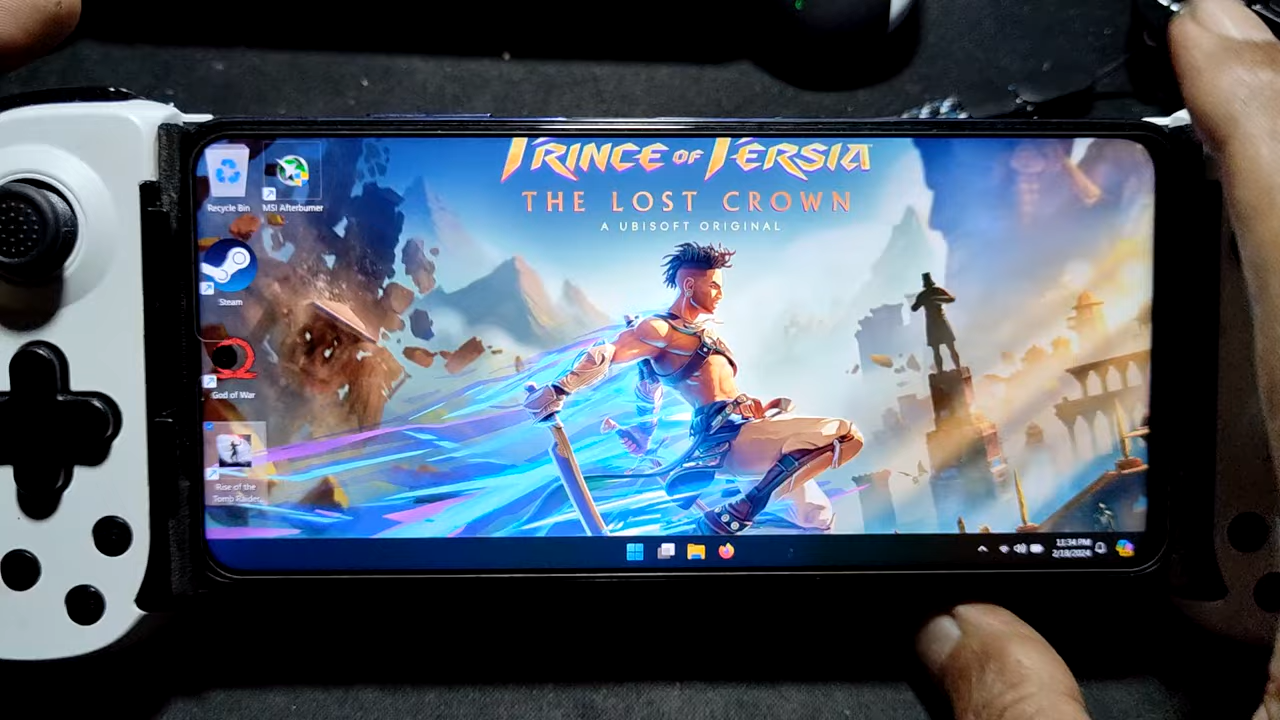 PRINCE OF PERSIA
THE LOST CROWN
A UBISOFT ORIGINAL
Recycle Bin
MSI Afterburner
Steam
God of War
Rise of the
Tomb Raider
11:34 PM
2/18/2024